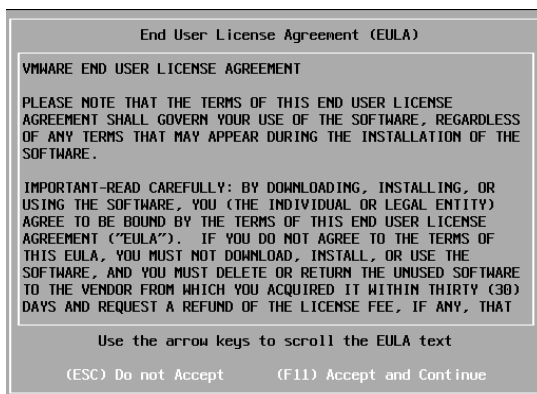 End User License Agreement (EULA)
VMWARE END USER LICENSE AGREEMENT
PLEASE NOTE THAT THE TERMS OF THIS END USER LICENSE
AGREEMENT SHALL GOVERN YOUR USE OF THE SOFTWARE, REGARDLESS
OF ANY TERMS THAT MAY APPEAR DURING THE INSTALLATION OF THE
SOFTWARE.
IMPORTANT-READ CAREFULLY: BY DOWNLOADING, INSTALLING, OR
USING THE SOFTWARE, YOU (THE INDIVIDUAL OR LEGAL ENTITY)
AGREE TO BE BOUND BY THE TERMS OF THIS END USER LICENSE
AGREEMENT ("EULA").  IF YOU DO NOT AGREE TO THE TERMS OF
THIS EULA, YOU MUST NOT DOWNLOAD, INSTALL, OR USE THE
SOFTWARE, AND YOU MUST DELETE OR RETURN THE UNUSED SOFTWARE
TO THE VENDOR FROM WHICH YOU ACQUIRED IT WITHIN THIRTY (30)
DAYS AND REQUEST A REFUND OF THE LICENSE FEE, IF ANY, THAT
Use the arrow keys to scroll the EULA text
(ESC) Do not Accept (F11) Accept and Continue